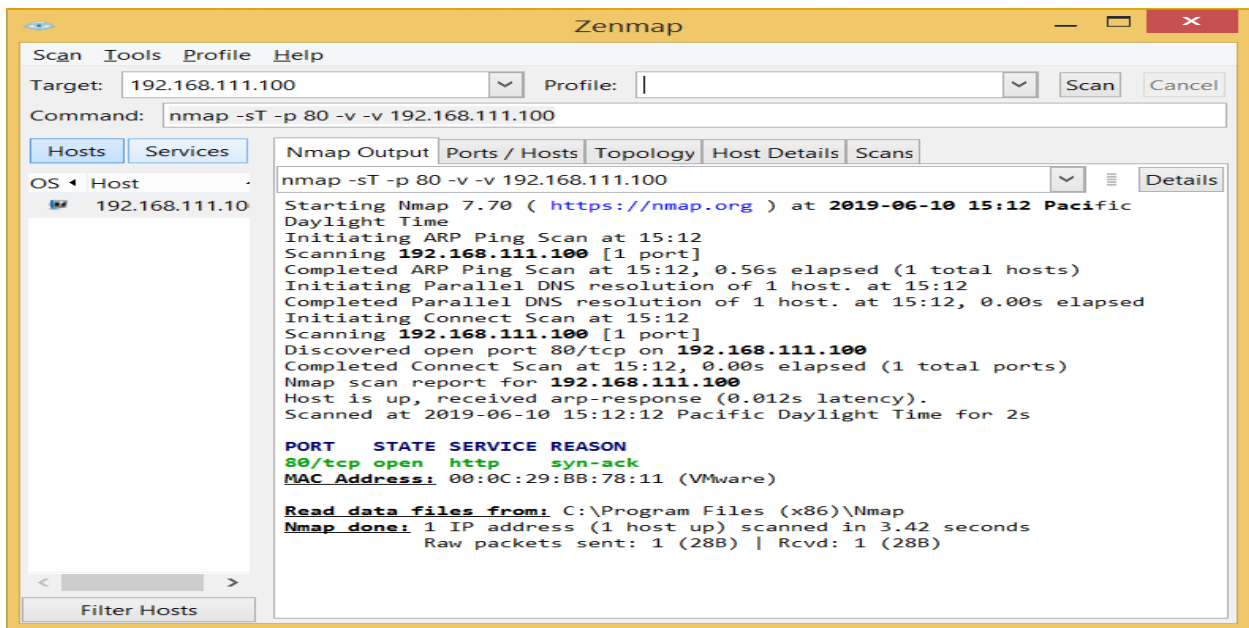 Zenmap
Scan Tools Profile Help
Target: 192.168.111.100 Profile: Scan Cancel
Command: nmap -sT -p 80 -v -v 192.168.111.100
Hosts Services
Nmap Output Ports / Hosts Topology Host Details Scans
OS Host
192.168.111.10
nmap -sT -p 80 -v -v 192.168.111.100 Details
Starting Nmap 7.70 ( https://nmap.org ) at 2019-06-10 15:12 Pacific
Daylight Time
Initiating ARP Ping Scan at 15:12
Scanning 192.168.111.100 [1 port]
Completed ARP Ping Scan at 15:12, 0.56s elapsed (1 total hosts)
Initiating Parallel DNS resolution of 1 host. at 15:12
Completed Parallel DNS resolution of 1 host. at 15:12, 0.00s elapsed
Initiating Connect Scan at 15:12
Scanning 192.168.111.100 [1 port]
Discovered open port 80/tcp on 192.168.111.100
Completed Connect Scan at 15:12, 0.00s elapsed (1 total ports)
Nmap scan report for 192.168.111.100
Host is up, received arp-response (0.012s latency).
Scanned at 2019-06-10 15:12:12 Pacific Daylight Time for 2s
PORT STATE SERVICE REASON
80/tcp open http syn-ack
MAC Address: 00:0C:29:BB:78:11 (VMware)
Read data files from: C:\Program Files (x86)\Nmap
Nmap done: 1 IP address (1 host up) scanned in 3.42 seconds
Raw packets sent: 1 (28B) | Rcvd: 1 (28B)
Filter Hosts